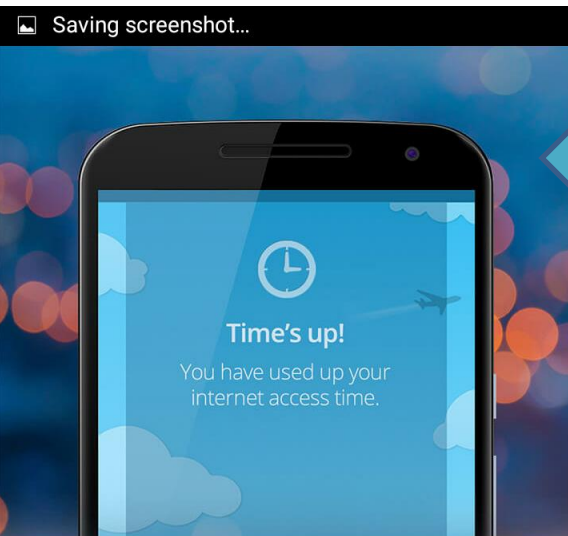 Saving screenshot...
Time's up!
You have used up your
internet access time.